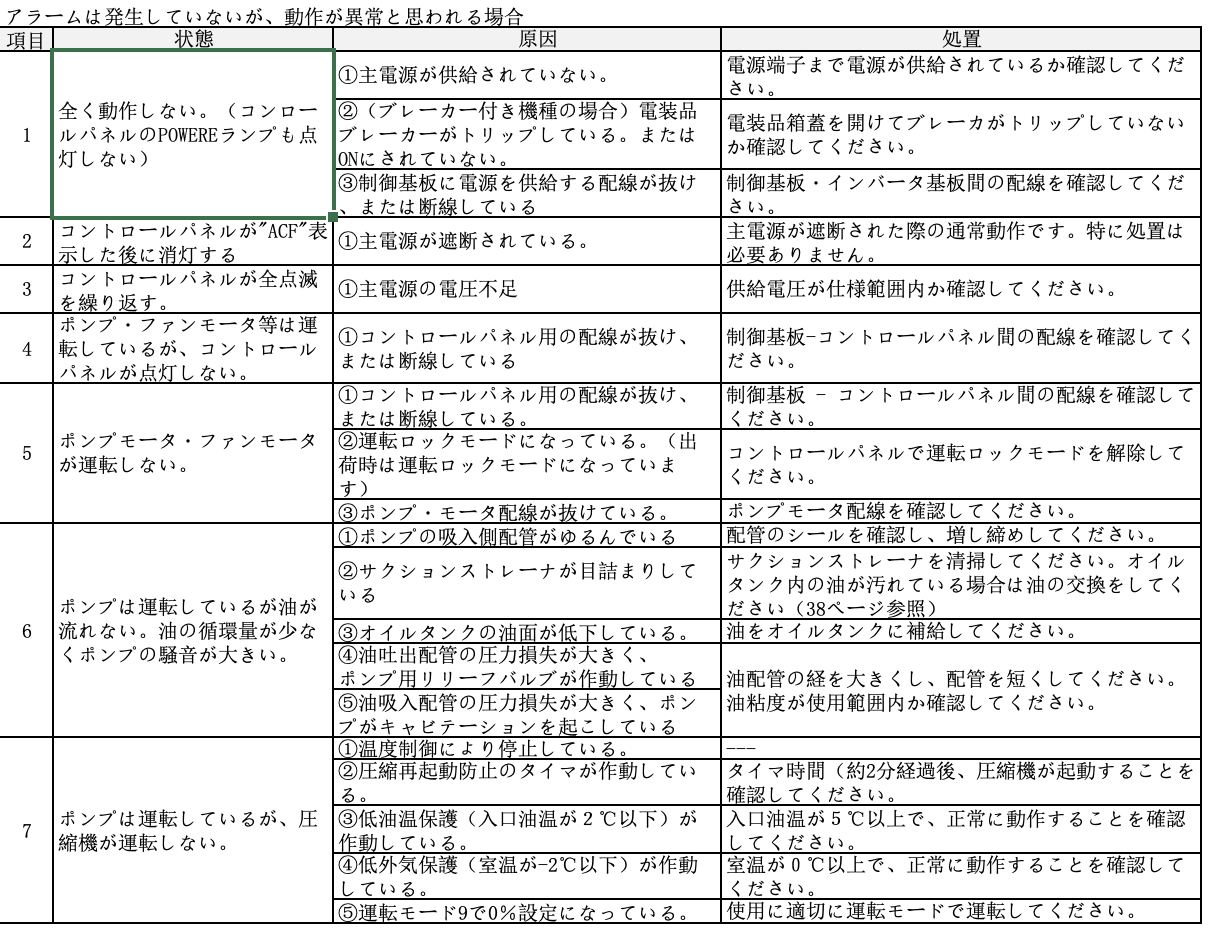 アラームは発生していないが、動作が異常と思われる場合
項目 状態 原因 処置
1
全く動作しない。（コンロー
ルパネルのPOWEREランプも点
灯しない）
①主電源が供給されていない。
電源端子まで電源が供給されているか確認してくだ
さい。
②（ブレーカー付き機種の場合）電装品
ブレーカーがトリップしている。または
ONにされていない。
電装品箱蓋を開けてブレーカがトリップしていない
か確認してください。
③制御基板に電源を供給する配線が抜け
、または断線している
制御基板・インバータ基板間の配線を確認してくだ
さい。
2
コントロールパネルが"ACF"表
示した後に消灯する
①主電源が遮断されている。
主電源が遮断された際の通常動作です。特に処置は
必要ありません。
3
コントロールパネルが全点滅
を繰り返す。
①主電源の電圧不足
供給電圧が仕様範囲内か確認してください。
4
ポンプ・ファンモータ等は運
転しているが、コントロール
パネルが点灯しない。
①コントロールパネル用の配線が抜け、
または断線している
制御基板-コントロールパネル間の配線を確認してく
ださい。
5
ポンプモータ・ファンモータ
が運転しない。
①コントロールパネル用の配線が抜け、
または断線している。
制御基板 - コントロールパネル間の配線を確認して
ください。
②運転ロックモードになっている。（出
荷時は運転ロックモードになっていま
す）
コントロールパネルで運転ロックモードを解除して
ください。
③ポンプ・モータ配線が抜けている。
ポンプモータ配線を確認してください。
6
ポンプは運転しているが油が
流れない。油の循環量が少な
くポンプの騒音が大きい。
①ポンプの吸入側配管がゆるんでいる
配管のシールを確認し、増し締めしてください。
②サクションストレーナが目詰まりして
いる
サクションストレーナを清掃してください。オイル
タンク内の油が汚れている場合は油の交換をしてく
ださい（38ページ参照）
③オイルタンクの油面が低下している。
油をオイルタンクに補給してください。
④油吐出配管の圧力損失が大きく、
ポンプ用リリーフバルブが作動している
⑤油吸入配管の圧力損失が大きく、ポン
プがキャビテーションを起こしている
油配管の経を大きくし、配管を短くしてください。
油粘度が使用範囲内か確認してください。
7
ポンプは運転しているが、圧
縮機が運転しない。
①温度制御により停止している。
---
②圧縮再起動防止のタイマが作動してい
る。
タイマ時間（約2分経過後、圧縮機が起動することを
確認してください。
③低油温保護（入口油温が２℃以下）が
作動している。
入口油温が５℃以上で、正常に動作することを確認
してください。
④低外気保護（室温が-2℃以下）が作動
している。
室温が０℃以上で、正常に動作することを確認して
ください。
⑤運転モード9で0%設定になっている。
使用に適切に運転モードで運転してください。